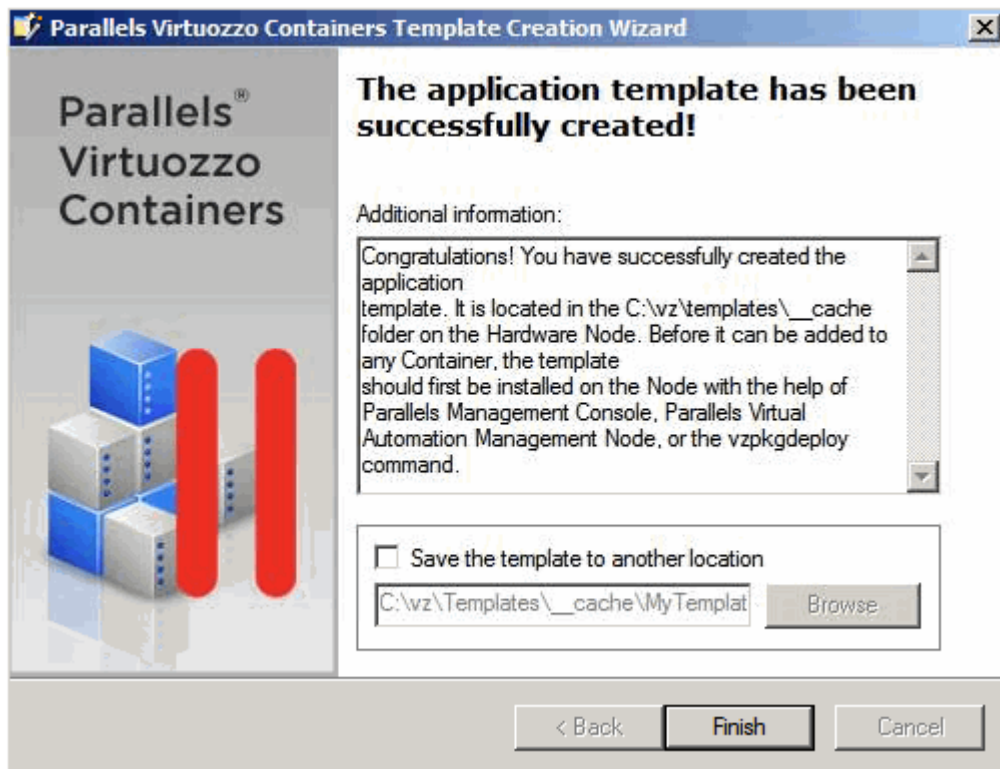 Parallels Virtuozzo Containers Template Creation Wizard
Parallels®
Virtuozzo
Containers
The application template has been
successfully created!
Additional information:
Congratulations! You have successfully created the
application
template. It is located in the C:\vz\templates\__cache
folder on the Hardware Node. Before it can be added to
any Container, the template
should first be installed on the Node with the help of
Parallels Management Console, Parallels Virtual
Automation Management Node, or the vzpkgdeploy
command.
Save the template to another location
C:\vz\Templates\__cache\MyTemplat
Browse
< Back
Finish
Cancel